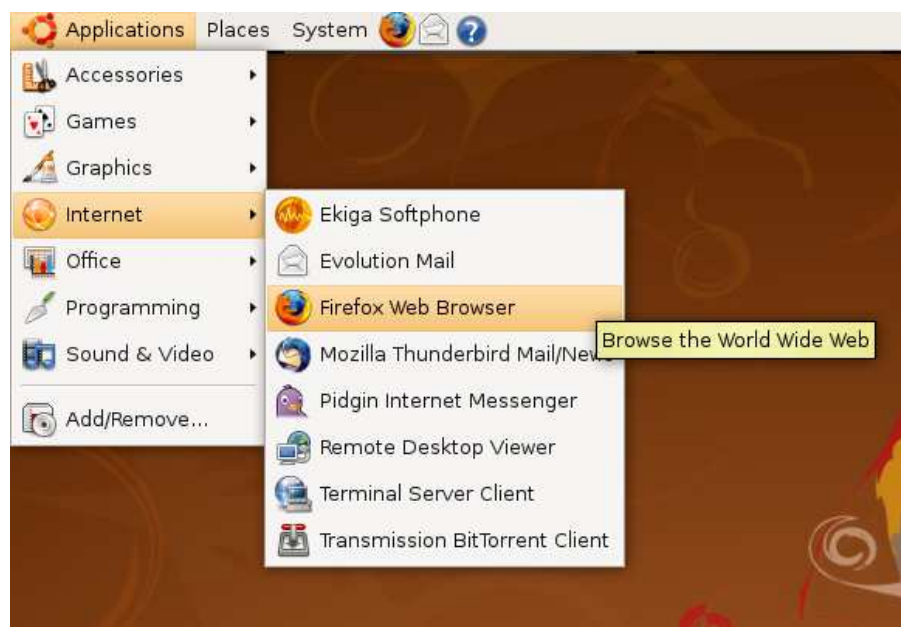 Applications Places System
Accessories
Games
Graphics
Internet
Office
Programming
Sound & Video
Add/Remove...
Ekiga Softphone
Evolution Mail
Firefox Web Browser
Browse the World Wide Web
Mozilla Thunderbird Mail/News
Pidgin Internet Messenger
Remote Desktop Viewer
Terminal Server Client
Transmission BitTorrent Client